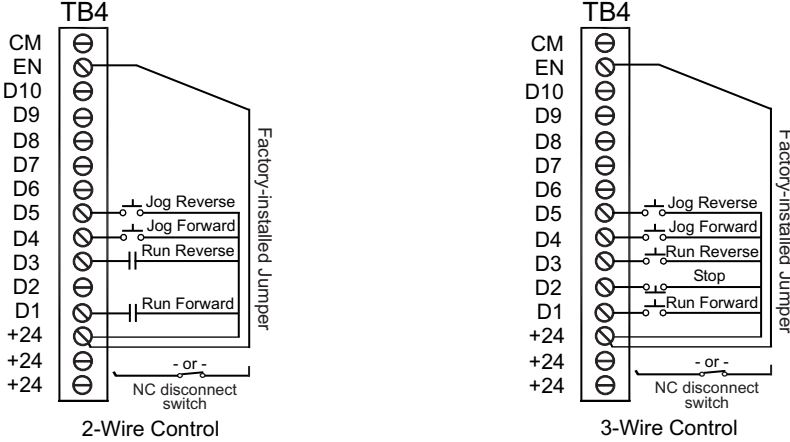 TB4
CM
EN
D10
D9
D8
D7
D6
D5
D4
D3
D2
D1
+24
+24
+24
Jog Reverse
Jog Forward
Run Reverse
Run Forward
Factory-installed Jumper
- or -
NC disconnect
switch
2-Wire Control
TB4
CM
EN
D10
D9
D8
D7
D6
D5
D4
D3
D2
D1
+24
+24
+24
Jog Reverse
Jog Forward
Run Reverse
Stop
Run Forward
Factory-installed Jumper
- or -
NC disconnect
switch
3-Wire Control